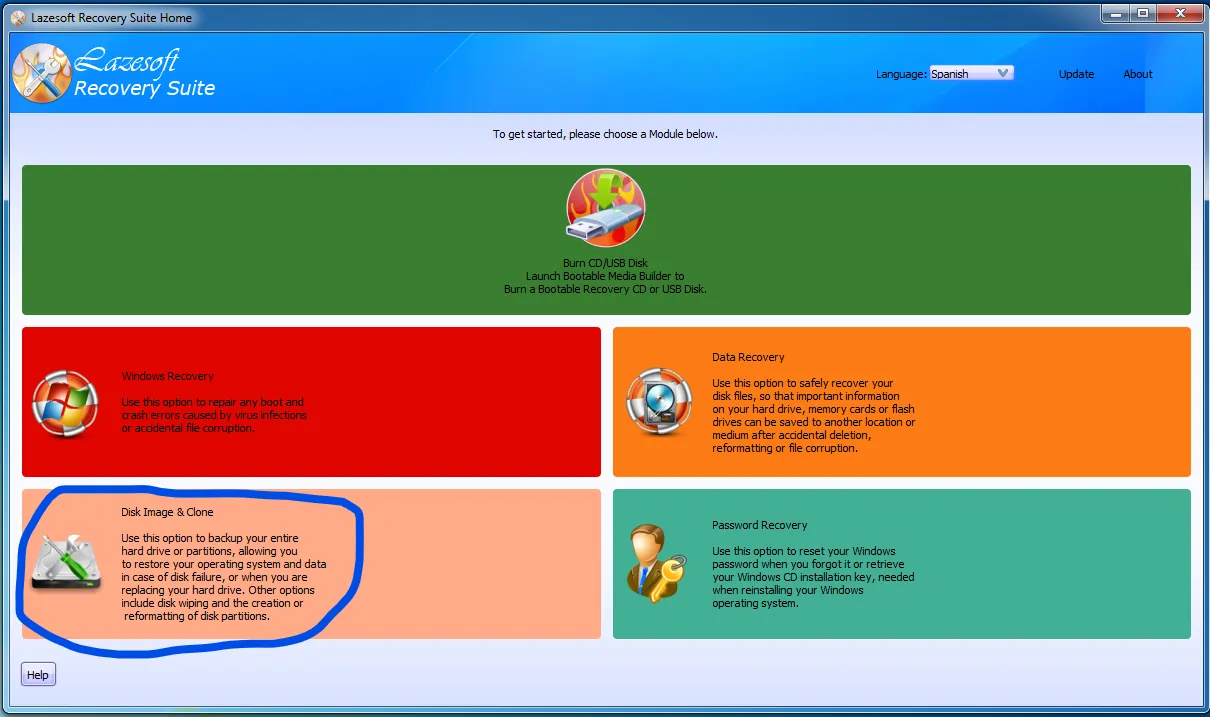 Lazesoft Recovery Suite Home
Lazesoft
Recovery Suite
Language: Spanish
Update
About
To get started, please choose a Module below.
Burn CD/USB Disk
Launch Bootable Media Builder to
Burn a Bootable Recovery CD or USB Disk.
Windows Recovery
Use this option to repair any boot and
crash errors caused by virus infections
or accidental file corruption.
Data Recovery
Use this option to safely recover your
disk files, so that important information
on your hard drive, memory cards or flash
drives can be saved to another location or
medium after accidental deletion,
reformatting or file corruption.
Disk Image & Clone
Use this option to backup your entire
hard drive or partitions, allowing you
to restore your operating system and data
in case of disk failure, or when you are
replacing your hard drive. Other options
include disk wiping and the creation or
reformatting of disk partitions.
Password Recovery
Use this option to reset your Windows
password when you forgot it or retrieve
your Windows CD installation key, needed
when reinstalling your Windows
operating system.
Help